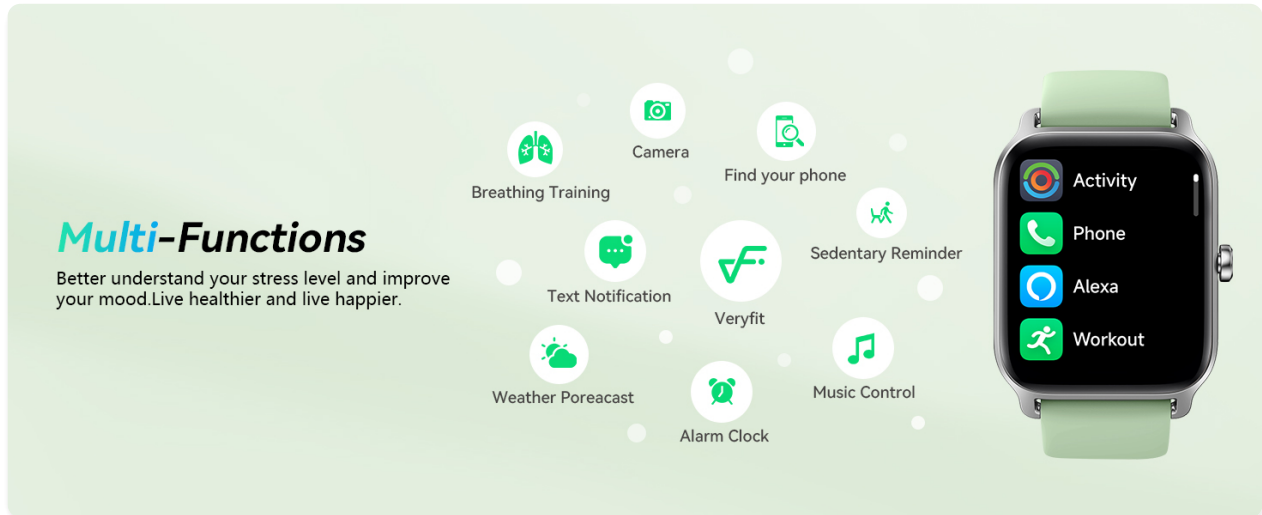 Multi-Functions
Better understand your stress level and improve
your mood.Live healthier and live happier.
Camera
Find your phone
Breathing Training
Sedentary Reminder
Text Notification
Veryfit
Weather Poreacast
Music Control
Alarm Clock
Activity
Phone
Alexa
Workout